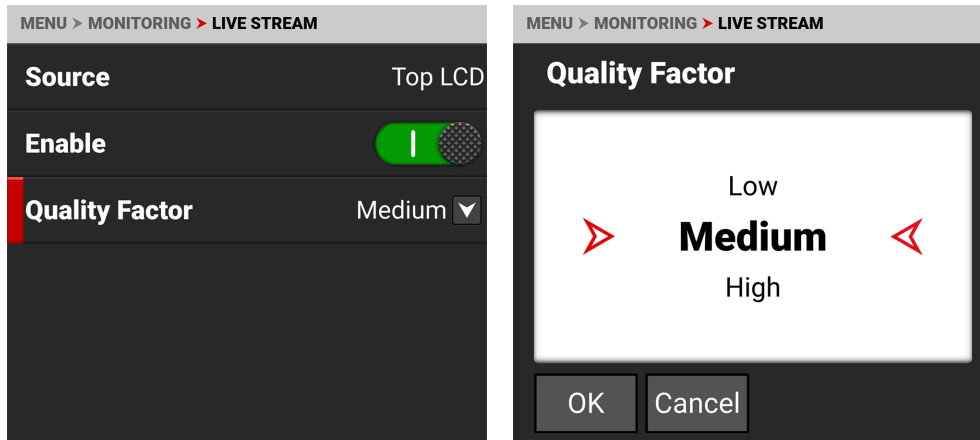 MENU > MONITORING > LIVE STREAM
Source Top LCD
Enable
Quality Factor Medium
MENU > MONITORING > LIVE STREAM
Quality Factor
Low
Medium
High
OK Cancel